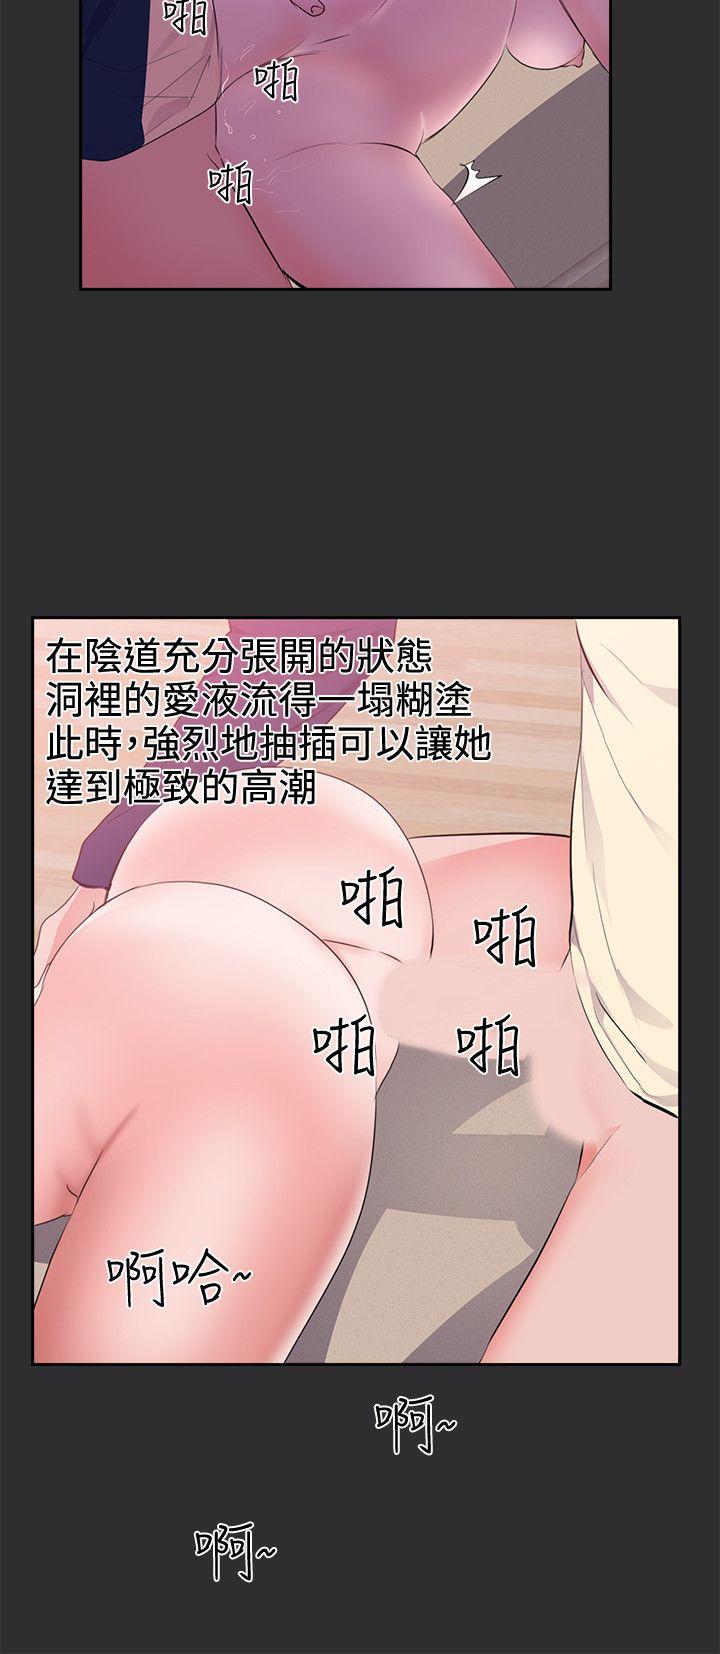 啪
啪
啪
在陰道充分張開的狀態
洞裡的愛液流得一塌糊塗
此時，強烈地抽插可以讓她
達到極致的高潮
啪
啪
啪
啪
啊哈~
啊~
啊~